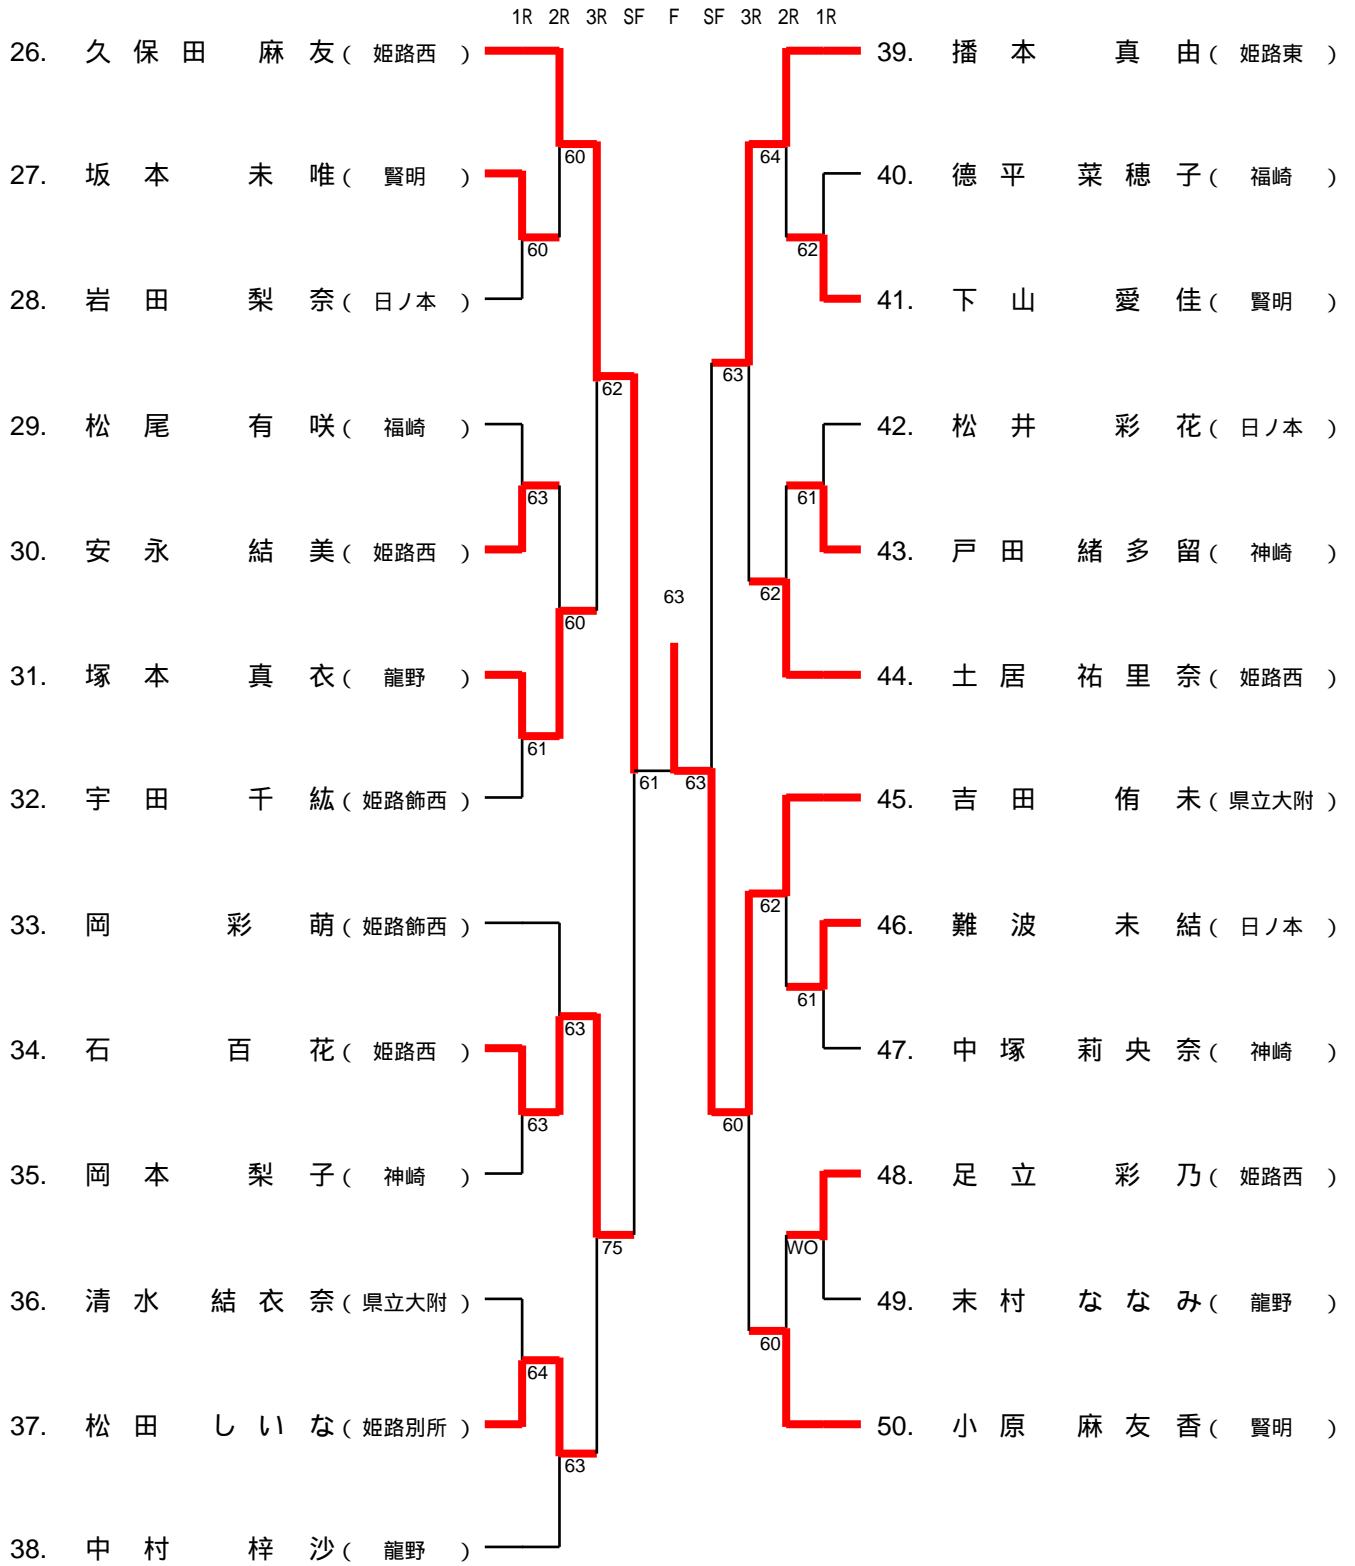 1R 2R 3R SF F SF 3R 2R 1R
26. 久保田 麻友 ( 姫路西 )
39. 播本 真由 ( 姫路東 )
60
64
27. 坂本 未唯 ( 賢明 )
40. 德平 菜穂子 ( 福崎 )
60
62
28. 岩田 梨奈 ( 日ノ本 )
41. 下山 愛佳 ( 賢明 )
62
63
29. 松尾 有咲 ( 福崎 )
42. 松井 彩花 ( 日ノ本 )
63
61
30. 安永 結美 ( 姫路西 )
43. 戸田 緒多留 ( 神崎 )
60
63
62
31. 塚本 真衣 ( 龍野 )
44. 土居 祐里奈 ( 姫路西 )
61
61
63
32. 宇田 千紘 ( 姫路飾西 )
45. 吉田 侑未 ( 県立大附 )
62
33. 岡 彩萌 ( 姫路飾西 )
46. 難波 未結 ( 日ノ本 )
63
61
34. 石 百花 ( 姫路西 )
47. 中塚 莉央奈 ( 神崎 )
63
60
35. 岡本 梨子 ( 神崎 )
48. 足立 彩乃 ( 姫路西 )
75
WO
36. 清水 結衣奈 ( 県立大附 )
49. 末村 ななみ ( 龍野 )
64
60
37. 松田 しいな ( 姫路別所 )
50. 小原 麻友香 ( 賢明 )
63
38. 中村 梓沙 ( 龍野 )